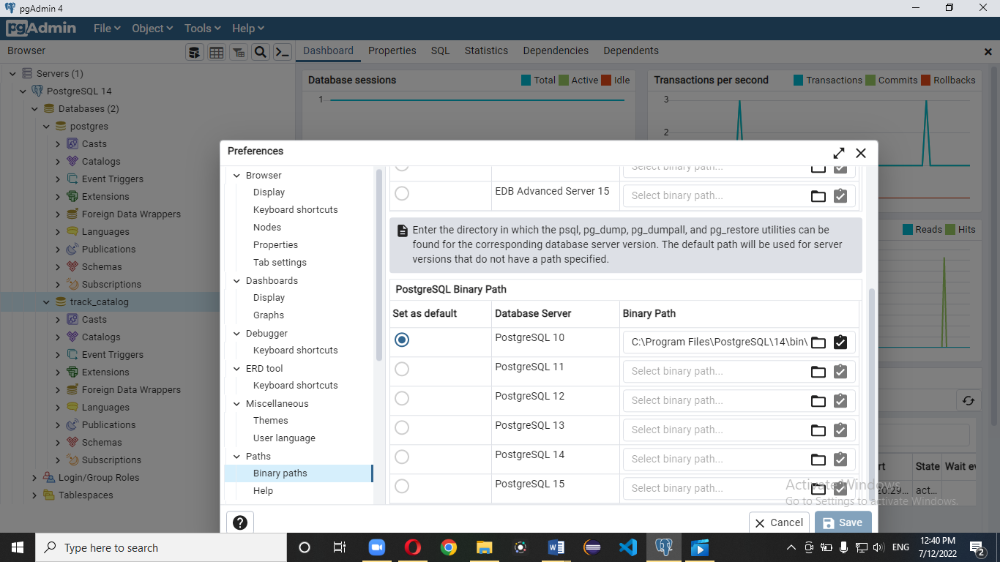 pgAdmin 4
pgAdmin File Object Tools Help
Browser
Dashboard Properties SQL Statistics Dependencies Dependents
Servers (1)
PostgreSQL 14
Databases (2)
postgres
Casts
Catalogs
Event Triggers
Extensions
Foreign Data Wrappers
Languages
Publications
Schemas
Subscriptions
track_catalog
Casts
Catalogs
Event Triggers
Extensions
Foreign Data Wrappers
Languages
Publications
Schemas
Subscriptions
Login/Group Roles
Tablespaces
Database sessions
Total Active Idle
1
Transactions per second
Transactions Commits Rollbacks
3
2
Reads Hits
State Wait ev
act...
Preferences
Browser
Display
Keyboard shortcuts
Nodes
Properties
Tab settings
Dashboards
Display
Graphs
Debugger
Keyboard shortcuts
ERD tool
Keyboard shortcuts
Miscellaneous
Themes
User language
Paths
Binary paths
Help
Select binary path...
EDB Advanced Server 15 Select binary path...
Enter the directory in which the psql, pg_dump, pg_dumpall, and pg_restore utilities can be
found for the corresponding database server version. The default path will be used for server
versions that do not have a path specified.
PostgreSQL Binary Path
Set as default Database Server Binary Path
PostgreSQL 10 C:\Program Files\PostgreSQL\14\bin\
PostgreSQL 11 Select binary path...
PostgreSQL 12 Select binary path...
PostgreSQL 13 Select binary path...
PostgreSQL 14 Select binary path...
PostgreSQL 15 Select binary path...
Cancel Save
Activate Windows
Go to Settings to activate Windows.
Type here to search
ENG
12:40 PM
7/12/2022
2